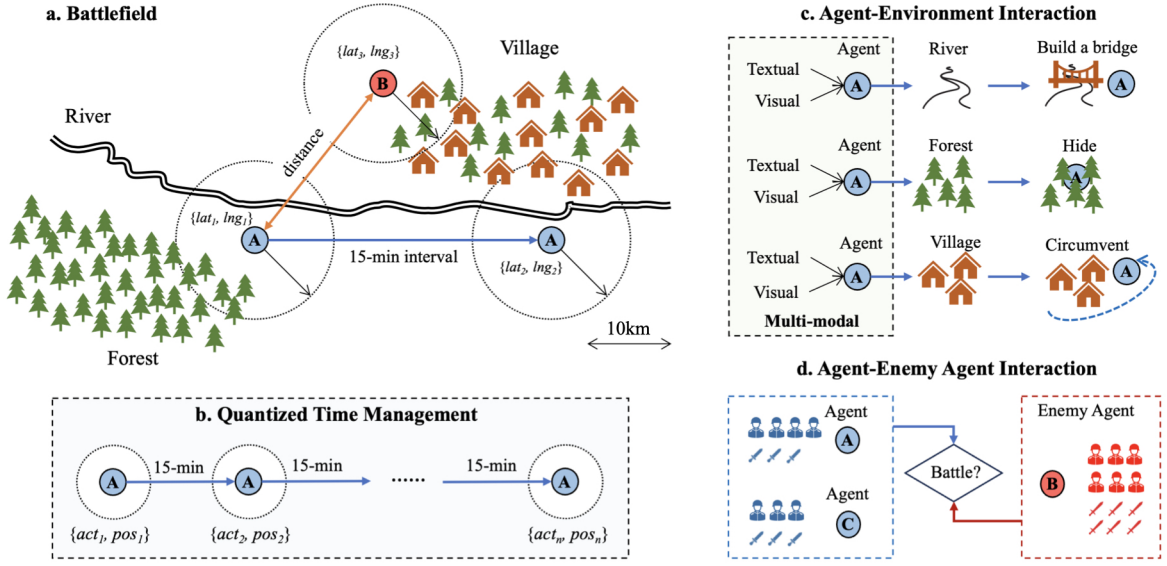 a. Battlefield
{lat3, lng3}
Village
B
River
distance
{lat1, lng1}
A
15-min interval
A
{lat2, lng2}
10km
Forest
b. Quantized Time Management
15-min
15-min
15-min
A
A
......
A
{act1, pos1}
{act2, pos2}
{actn, posn}
c. Agent-Environment Interaction
Agent
River
Build a bridge
Textual
Visual
A
A
Agent
Forest
Hide
Textual
Visual
A
A
Agent
Village
Circumvent
Textual
Visual
A
A
Multi-modal
d. Agent-Enemy Agent Interaction
Agent
A
Agent
C
Battle?
Enemy Agent
B